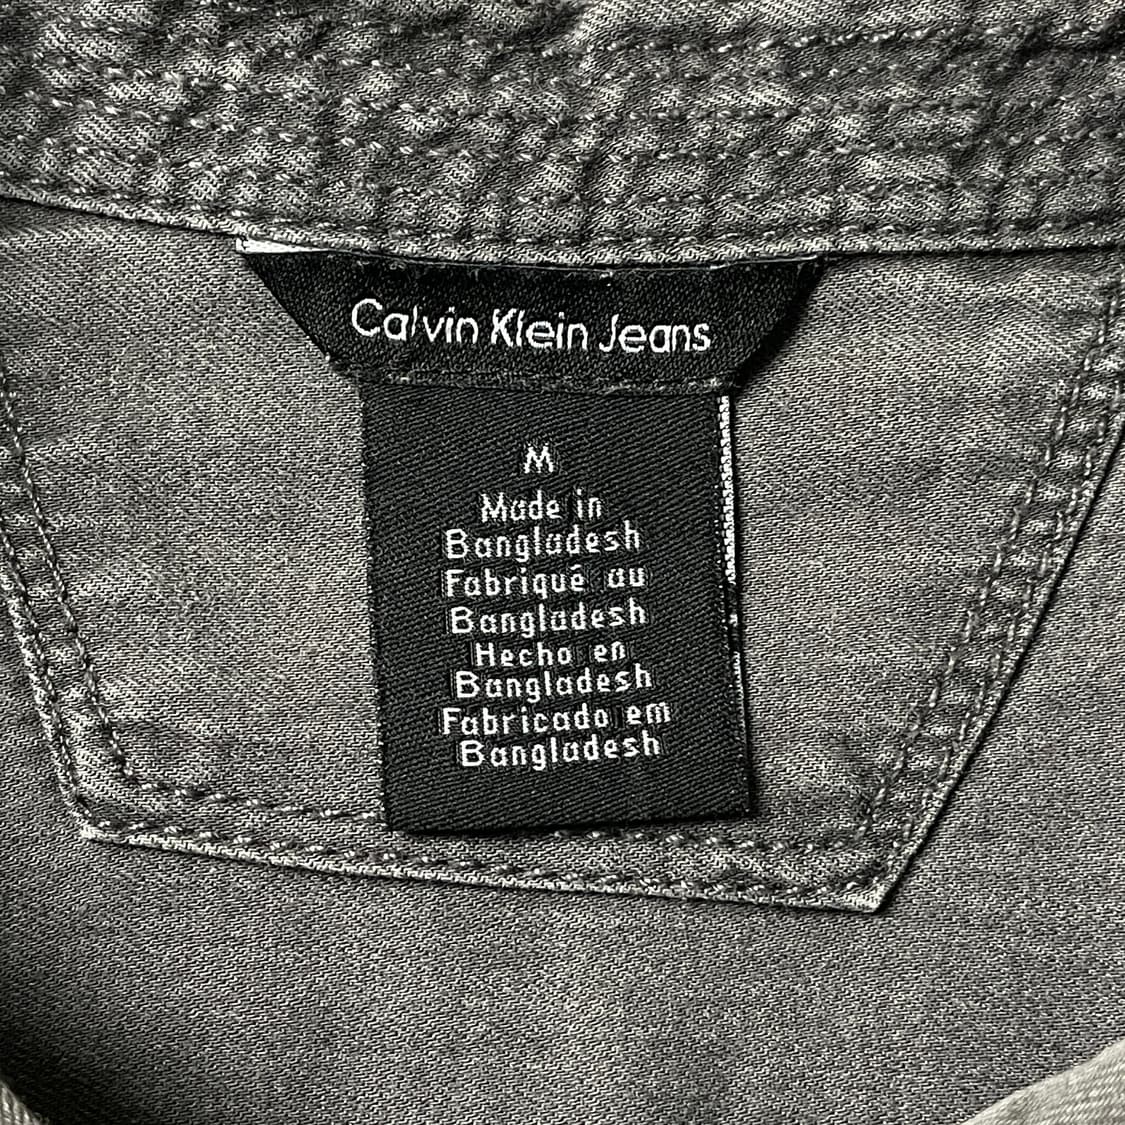 Calvin Klein Jeans
M
Made in
Bangladesh
Fabriqué au
Bangladesh
Hecho en
Bangladesh
Fabricado em
Bangladesh